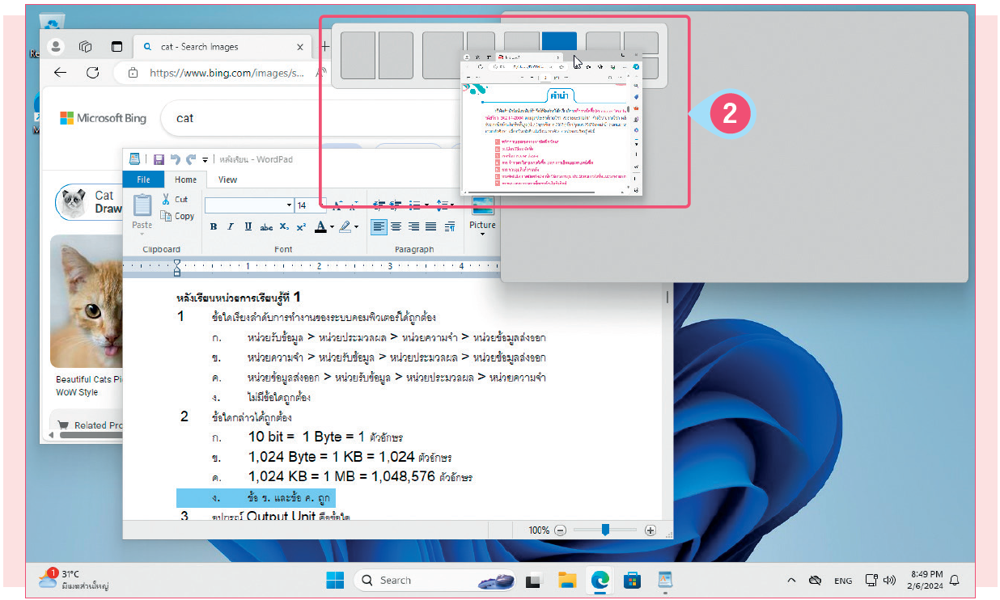 Re
cat - Search Images
https://www.bing.com/images/s...
Microsoft Bing
cat
Cat
Draw
Beautiful Cats Pi
WoW Style
Related Pro
หลังเรียน - WordPad
File Home View
Paste
Cut
Copy
14
B I U abc X₂ X² A
Picture
Clipboard Font Paragraph
1 2 3 4
หลังเรียนหน่วยการเรียนรู้ที่ 1
1 ข้อใดเรียงลำดับการทำงานของระบบคอมพิวเตอร์ได้ถูกต้อง
ก. หน่วยรับข้อมูล > หน่วยประมวลผล > หน่วยความจำ > หน่วยข้อมูลส่งออก
ข. หน่วยความจำ > หน่วยรับข้อมูล > หน่วยประมวลผล > หน่วยข้อมูลส่งออก
ค. หน่วยข้อมูลส่งออก > หน่วยรับข้อมูล > หน่วยประมวลผล > หน่วยความจำ
ง. ไม่มีข้อใดถูกต้อง
2 ข้อใดกล่าวได้ถูกต้อง
ก. 10 bit = 1 Byte = 1 ตัวอักษร
ข. 1,024 Byte = 1 KB = 1,024 ตัวอักษร
ค. 1,024 KB = 1 MB = 1,048,576 ตัวอักษร
ง. ข้อ ข. และข้อ ค. ถูก
3 อุปกรณ์ Output Unit คือข้อใด
100%
คำนำ
2
1
31°C
มีเมฆส่วนใหญ่
Search
ENG
8:49 PM
2/6/2024